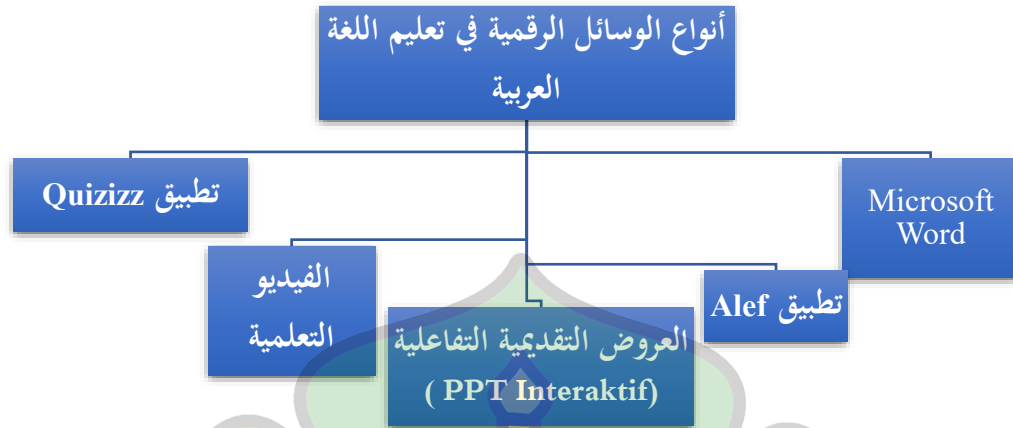 أنواع الوسائل الرقمية في تعليم اللغة
العربية
Microsoft
Word
تطبيق Quizizz
تطبيق Alef
الفيديو
التعلمية
العروض التقديمية التفاعلية
( PPT Interaktif)